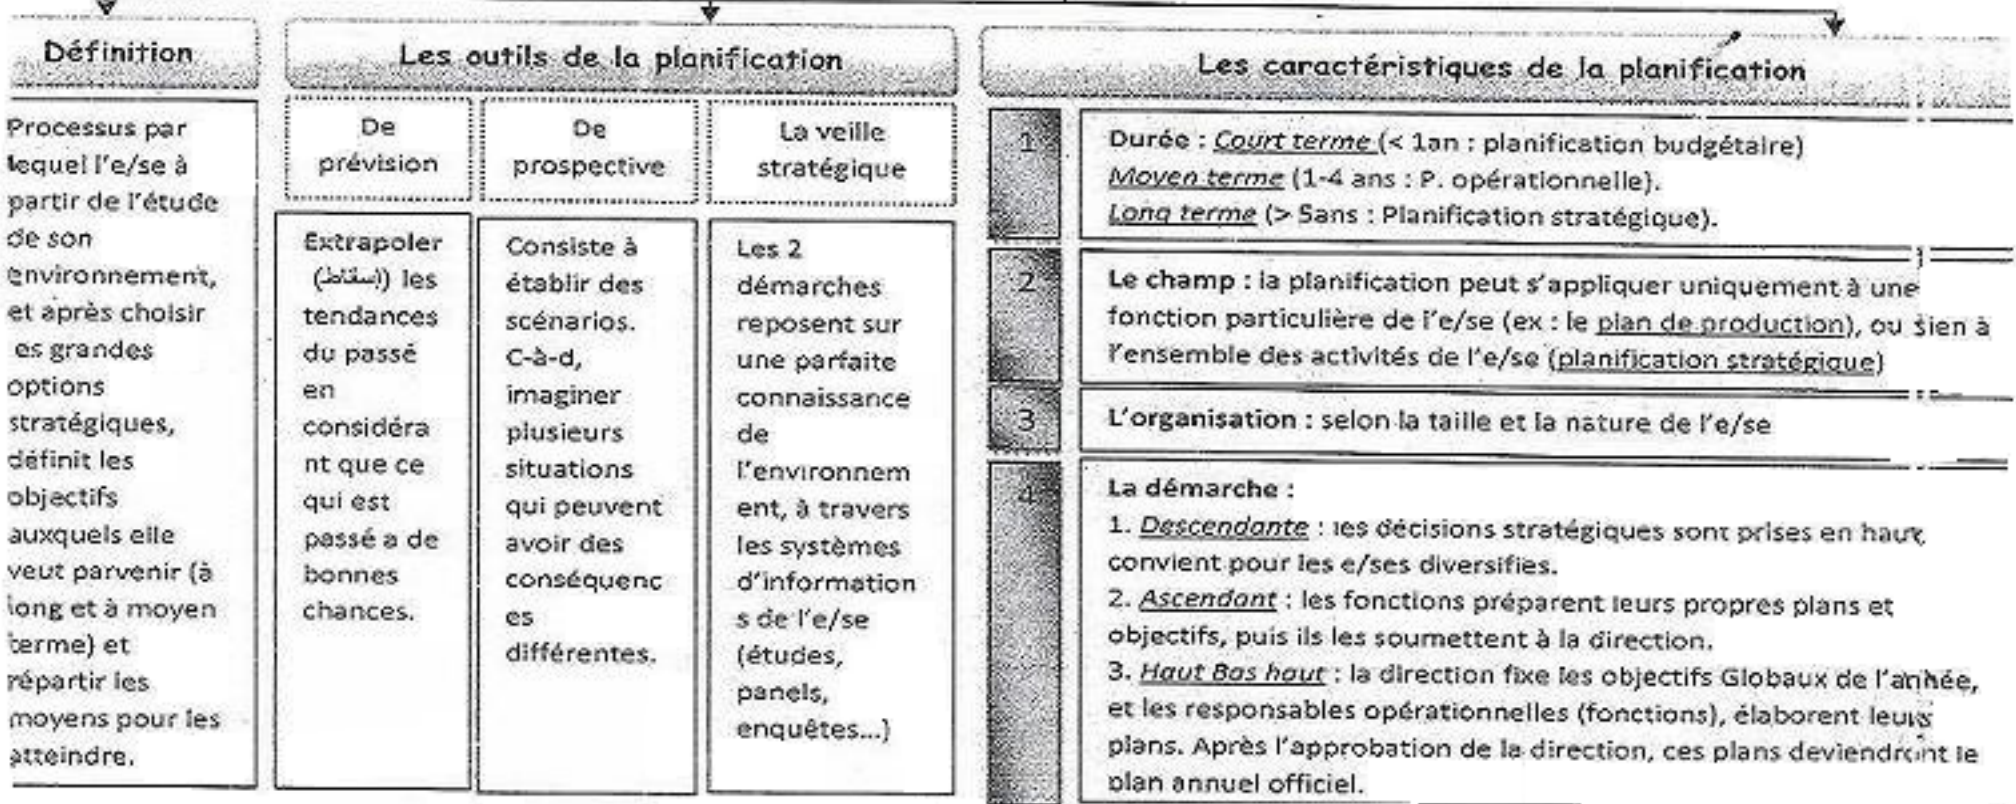 Définition
Processus par
lequel l'e/se à
partir de l'étude
de son
environnement,
et après choisir
es grandes
options
stratégiques,
définit les
objectifs
auxquels elle
veut parvenir (à
long et à moyen
terme) et
répartir les
moyens pour les
atteindre.
Les outils de la planification
De
prévision
Extrapoler
(اسقاط) les
tendances
du passé
en
considéra
nt que ce
qui est
passé a de
bonnes
chances.
De
prospective
Consiste à
établir des
scénarios.
C-à-d,
imaginer
plusieurs
situations
qui peuvent
avoir des
conséquenc
es
différentes.
La veille
stratégique
Les 2
démarches
reposent sur
une parfaite
connaissance
de
l'environnem
ent, à travers
les systèmes
d'information
s de l'e/se
(études,
panels,
enquêtes...)
Les caractéristiques de la planification
1
Durée : Court terme (< 1an : planification budgétaire)
Moyen terme (1-4 ans : P. opérationnelle).
Long terme (> 5ans : Planification stratégique).
2
Le champ : la planification peut s'appliquer uniquement à une
fonction particulière de l'e/se (ex : le plan de production), ou bien à
l'ensemble des activités de l'e/se (planification stratégique)
3
L'organisation : selon la taille et la nature de l'e/se
4
La démarche :
1. Descendante : les décisions stratégiques sont prises en haut,
convient pour les e/ses diversifies.
2. Ascendant : les fonctions préparent leurs propres plans et
objectifs, puis ils les soumettent à la direction.
3. Haut Bas haut : la direction fixe les objectifs Globaux de l'année,
et les responsables opérationnelles (fonctions), élaborent leurs
plans. Après l'approbation de la direction, ces plans deviendront le
plan annuel officiel.